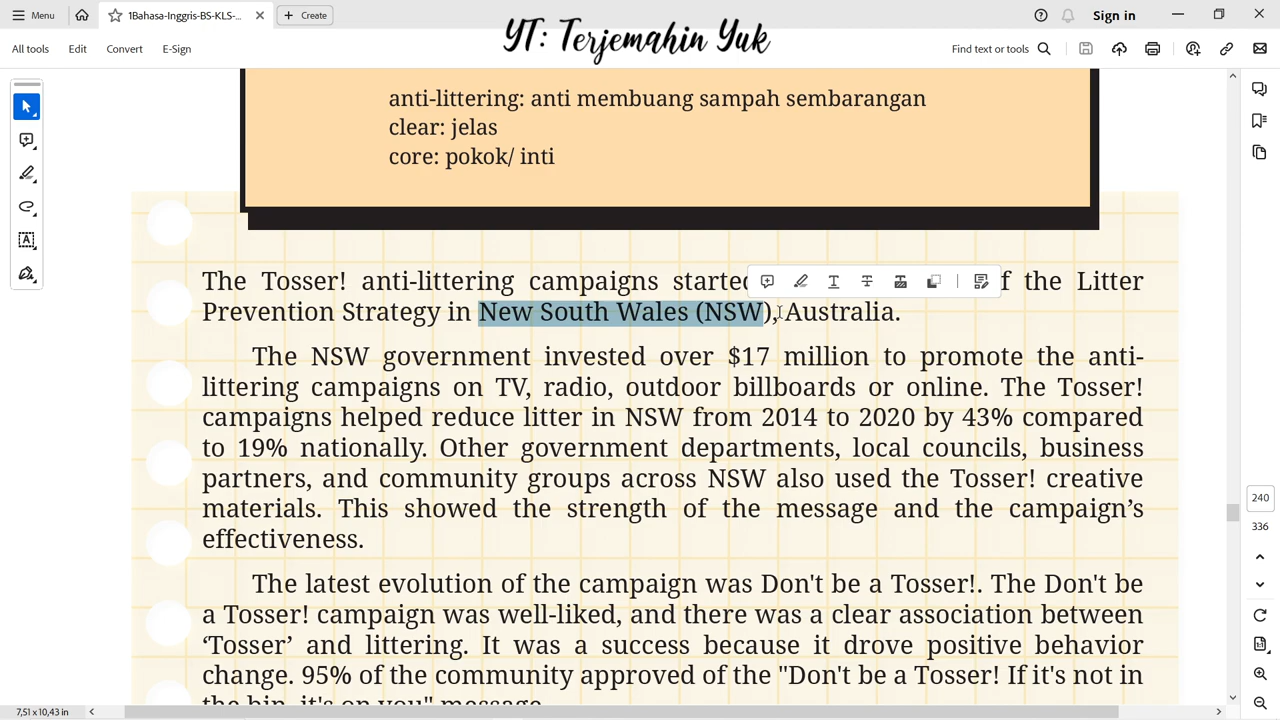 Menu
1Bahasa-Inggris-BS-KLS-...
Create
Sign in
YT: Terjemahin Yuk
All tools
Edit
Convert
E-Sign
Find text or tools
anti-littering: anti membuang sampah sembarangan
clear: jelas
core: pokok/ inti
The Tosser! anti-littering campaigns started f the Litter
Prevention Strategy in New South Wales (NSW), Australia.
The NSW government invested over $17 million to promote the anti-
littering campaigns on TV, radio, outdoor billboards or online. The Tosser!
campaigns helped reduce litter in NSW from 2014 to 2020 by 43% compared
to 19% nationally. Other government departments, local councils, business
partners, and community groups across NSW also used the Tosser! creative
materials. This showed the strength of the message and the campaign’s
effectiveness.
The latest evolution of the campaign was Don't be a Tosser!. The Don't be
a Tosser! campaign was well-liked, and there was a clear association between
‘Tosser’ and littering. It was a success because it drove positive behavior
change. 95% of the community approved of the "Don't be a Tosser! If it's not in
the bin, it's on you" message.
240
336
7,51 x 10,43 in